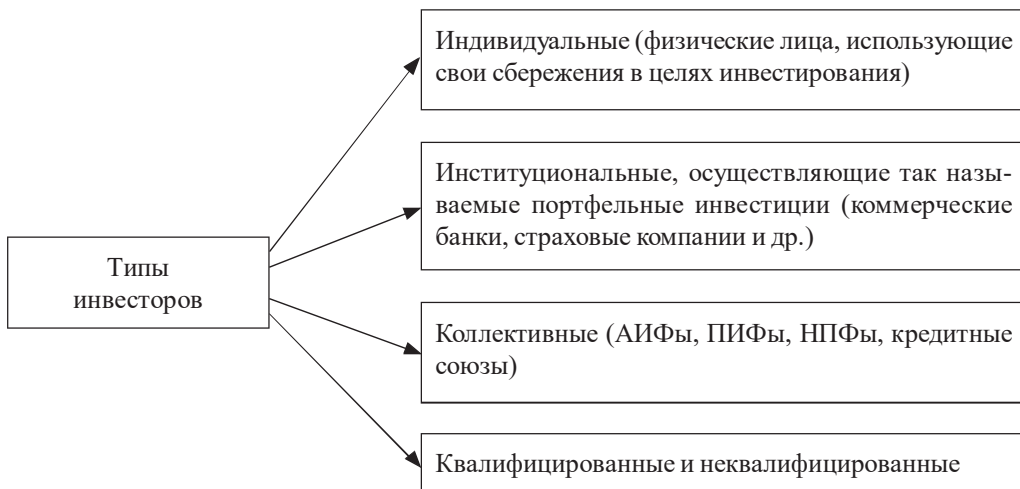 Индивидуальные (физические лица, использующие
свои сбережения в целях инвестирования)
Институциональные, осуществляющие так назы-
ваемые портфельные инвестиции (коммерческие
банки, страховые компании и др.)
Типы
инвесторов
Коллективные (АИФы, ПИФы, НПФы, кредитные
союзы)
Квалифицированные и неквалифицированные